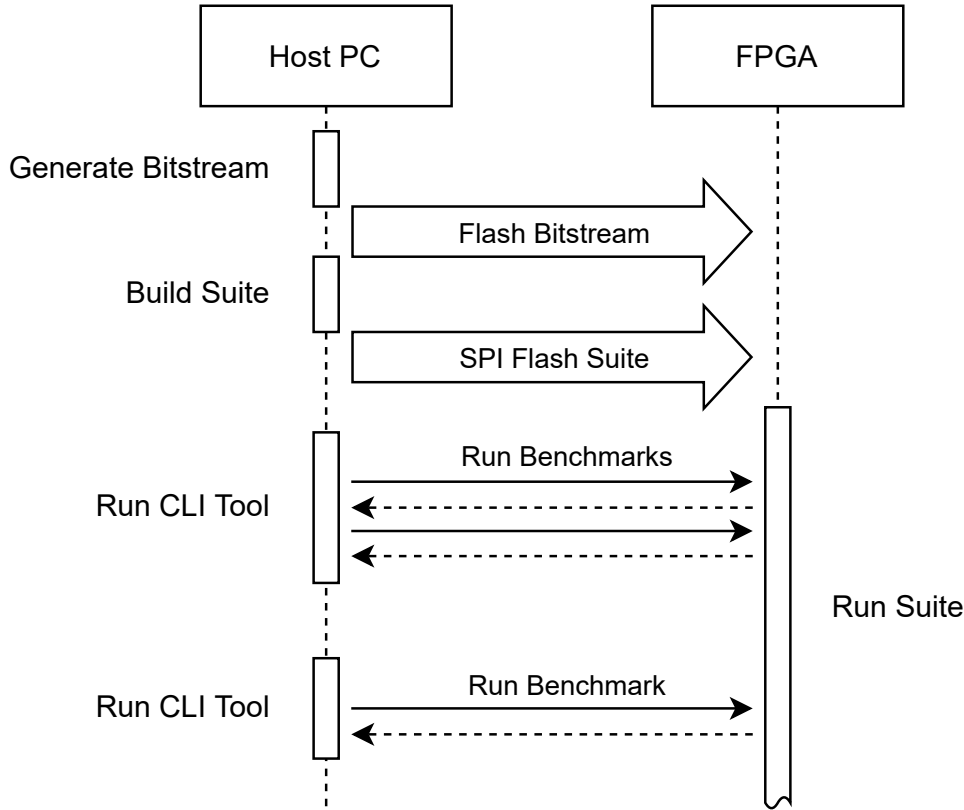 Host PC
FPGA
Generate Bitstream
Flash Bitstream
Build Suite
SPI Flash Suite
Run Benchmarks
Run CLI Tool
Run Suite
Run Benchmark
Run CLI Tool